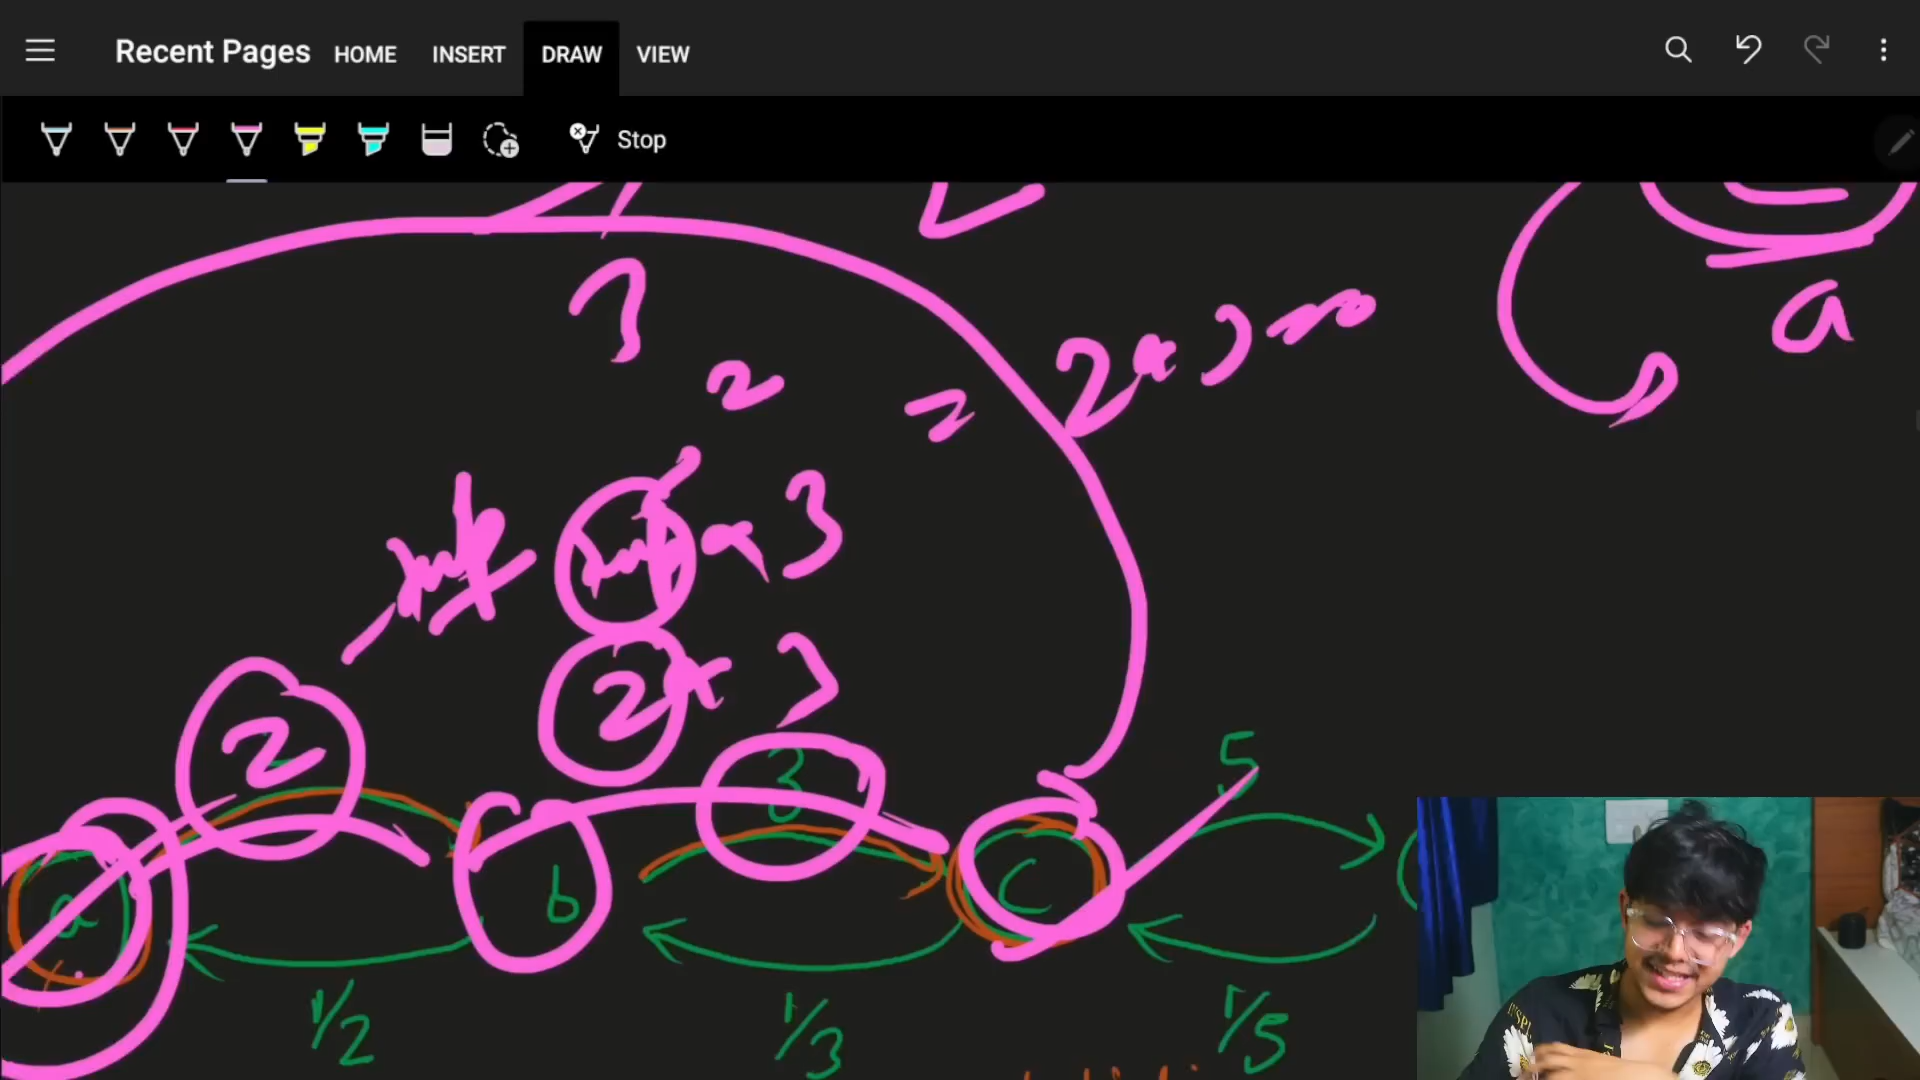 Recent Pages HOME INSERT DRAW VIEW
Stop
a
3
2 2 2 * 3
* 3
2 * 3
2 3 5
a b c
1/2 1/3 1/5